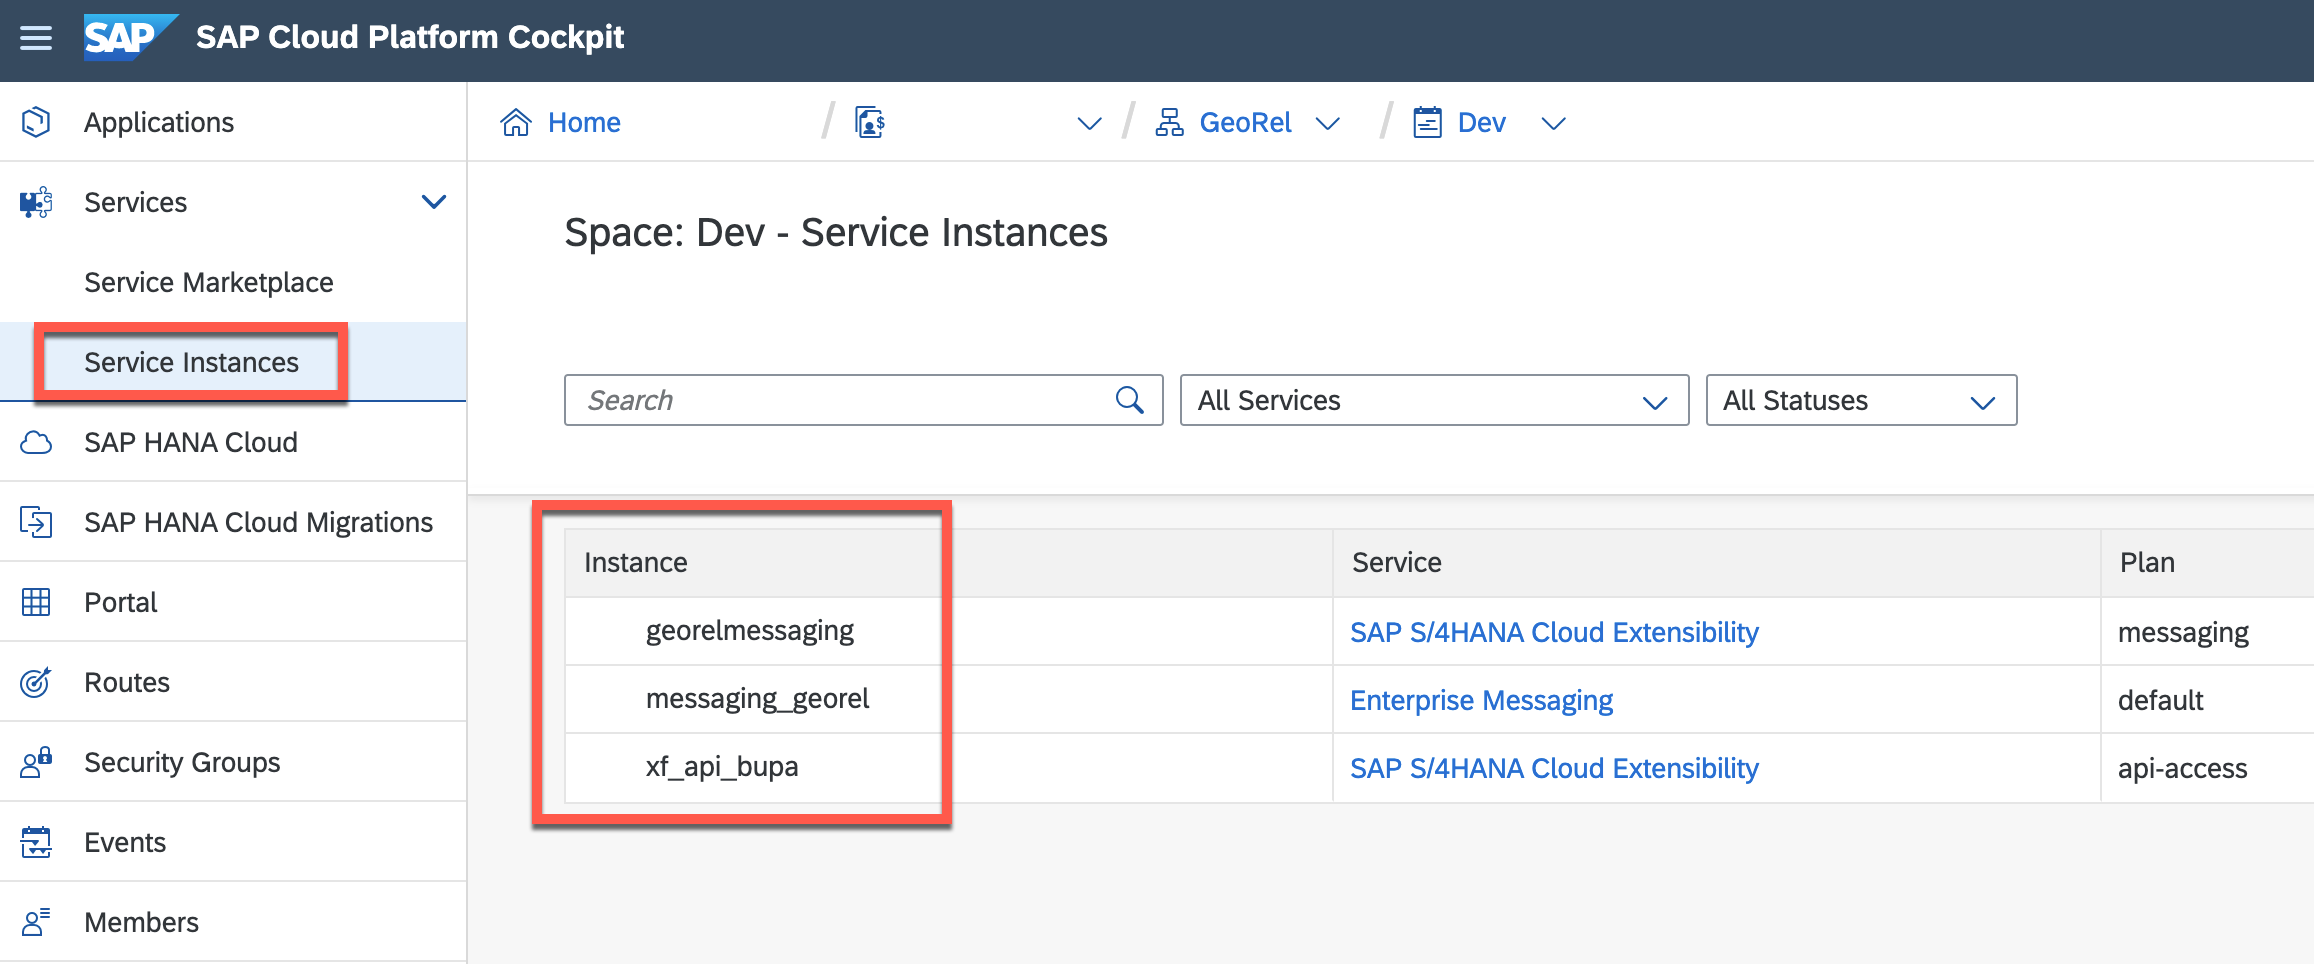 SAP SAP Cloud Platform Cockpit
Applications
Services
Service Marketplace
Service Instances
SAP HANA Cloud
SAP HANA Cloud Migrations
Portal
Routes
Security Groups
Events
Members
Home / / GeoRel / Dev
Space: Dev - Service Instances
Search All Services All Statuses
Instance Service Plan
georelmessaging SAP S/4HANA Cloud Extensibility messaging
messaging_georel Enterprise Messaging default
xf_api_bupa SAP S/4HANA Cloud Extensibility api-access